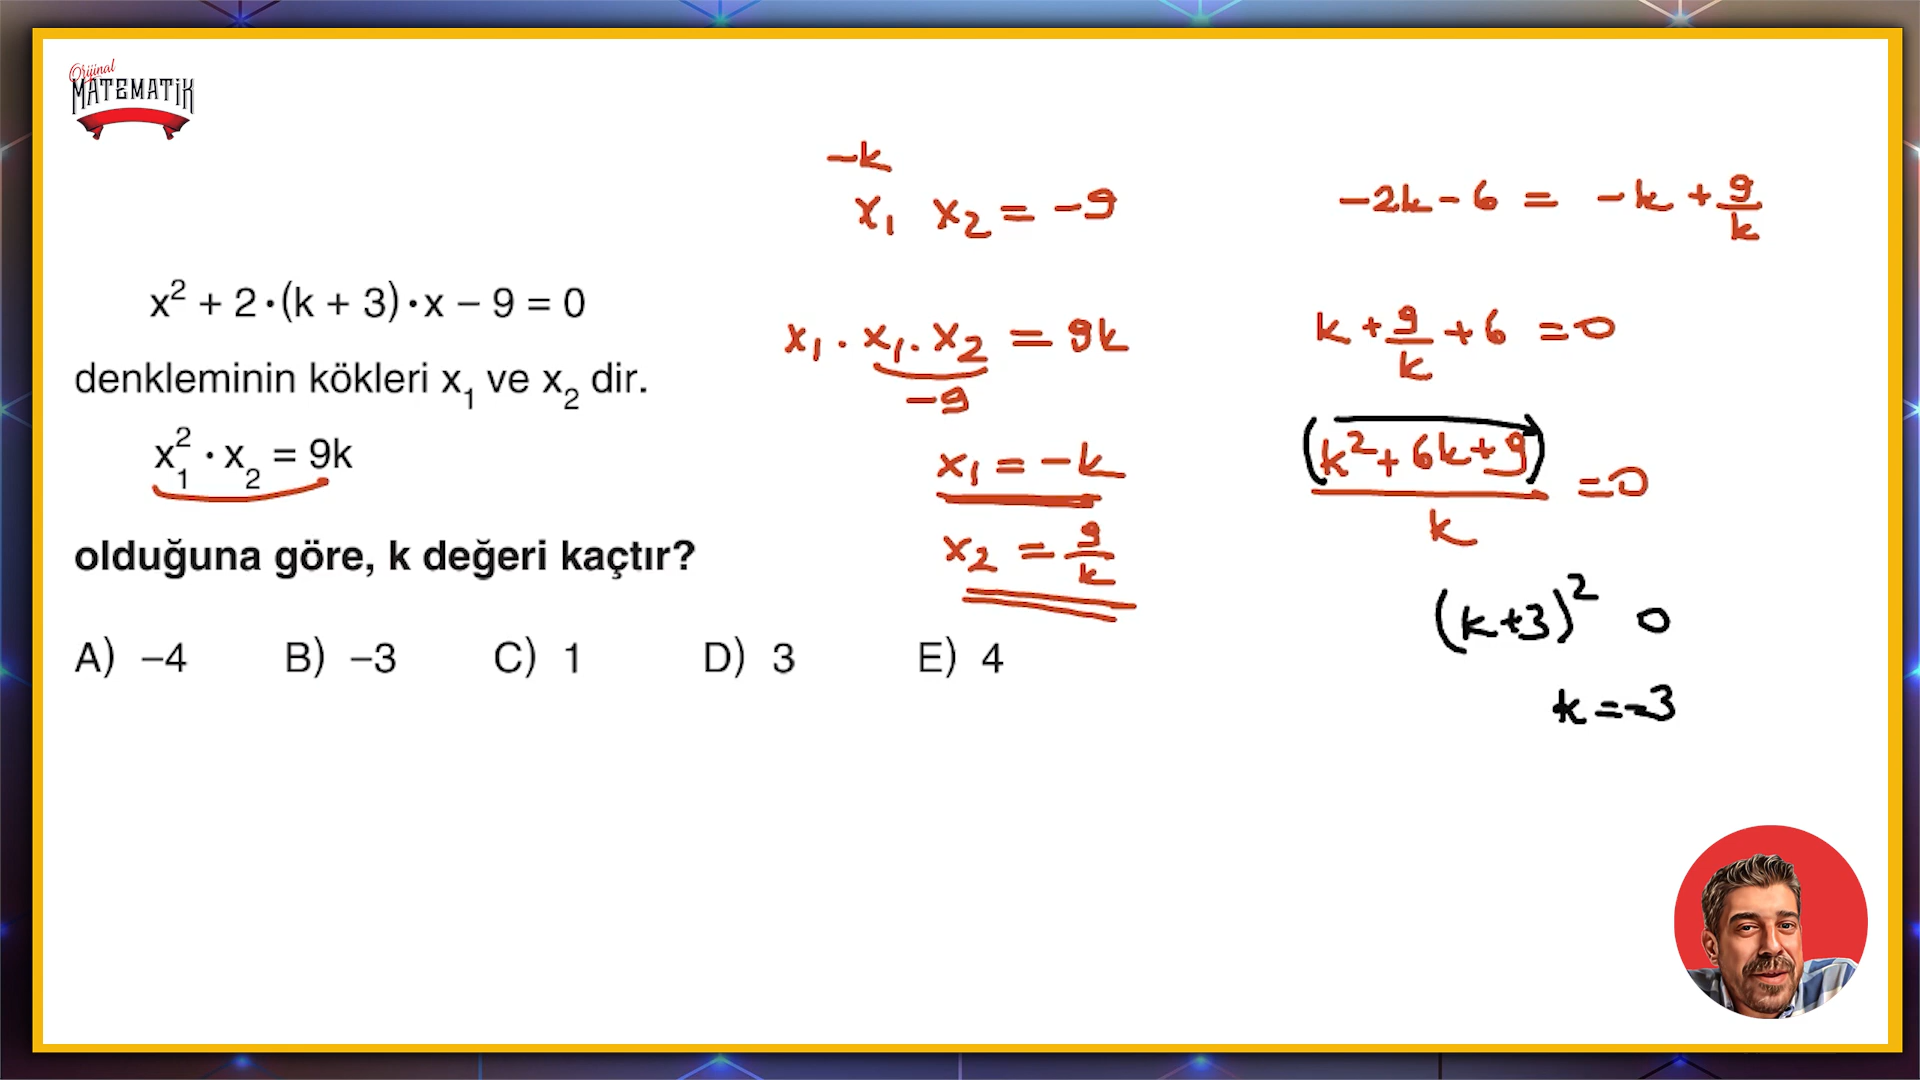 Orijinal
MATEMATİK
x² + 2·(k + 3)·x – 9 = 0
denkleminin kökleri x₁ ve x₂ dir.
x₁² · x₂ = 9k
olduğuna göre, k değeri kaçtır?
A) –4 B) –3 C) 1 D) 3 E) 4
-k
x₁ x₂ = -9
x₁ . x₁ . x₂ = 9k
-9
x₁ = -k
x₂ = 9/k
-2k - 6 = -k + 9/k
k + 9/k + 6 = 0
(k² + 6k + 9)/k = 0
(k+3)² 0
k = -3